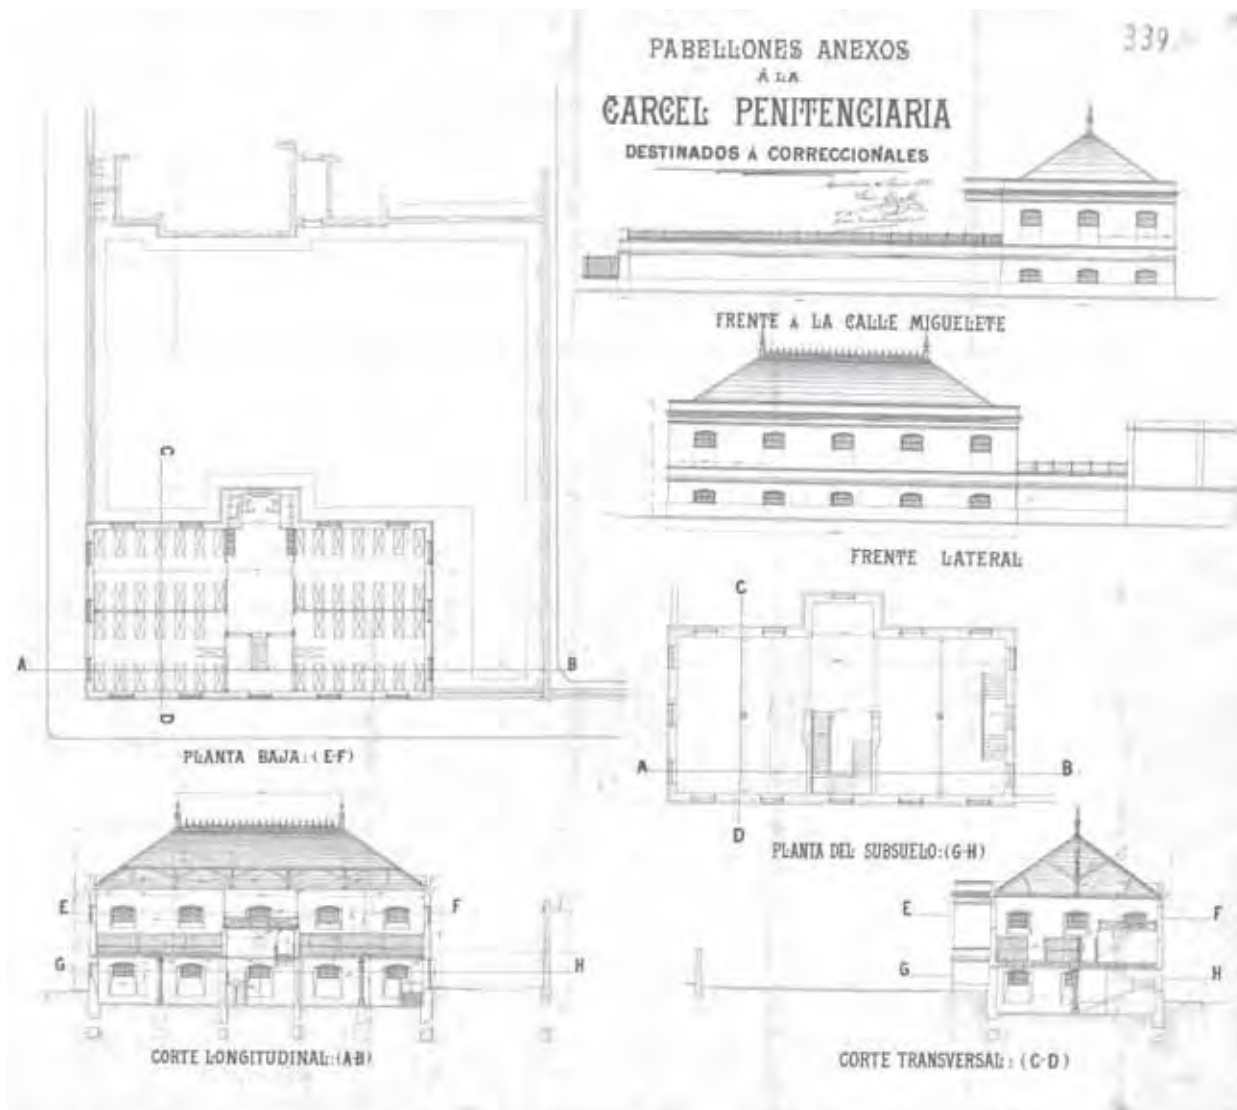 339
PABELLONES ANEXOS
Á LA
CARCEL PENITENCIARIA
DESTINADOS Á CORRECCIONALES
FRENTE Á LA CALLE MIGUELETE
FRENTE LATERAL
C
A
B
D
PLANTA BAJA:(E-F)
C
A
B
D
PLANTA DEL SUBSUELO:(G-H)
E
F
G
H
CORTE LONGITUDINAL:(A-B)
E
F
G
H
CORTE TRANSVERSAL:(C-D)